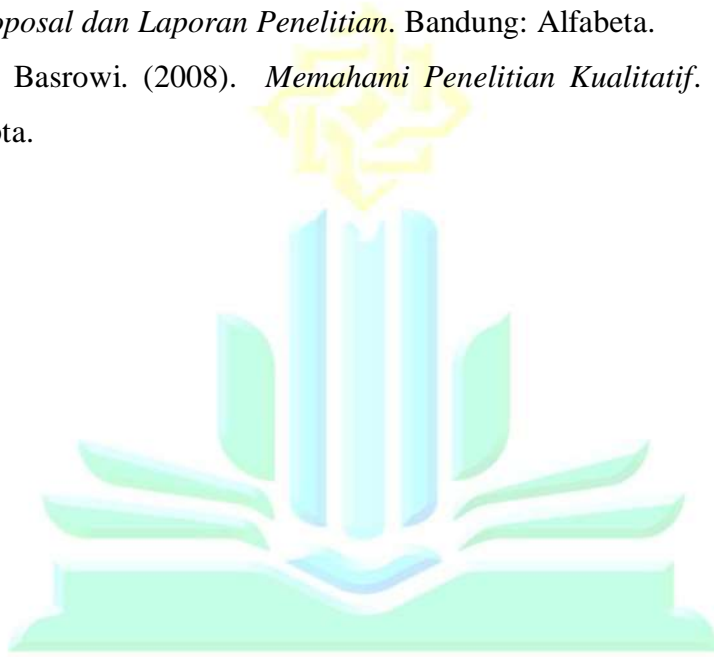 oposal dan Laporan Penelitian. Bandung: Alfabeta.
Basrowi. (2008). Memahami Penelitian Kualitatif.
ta.